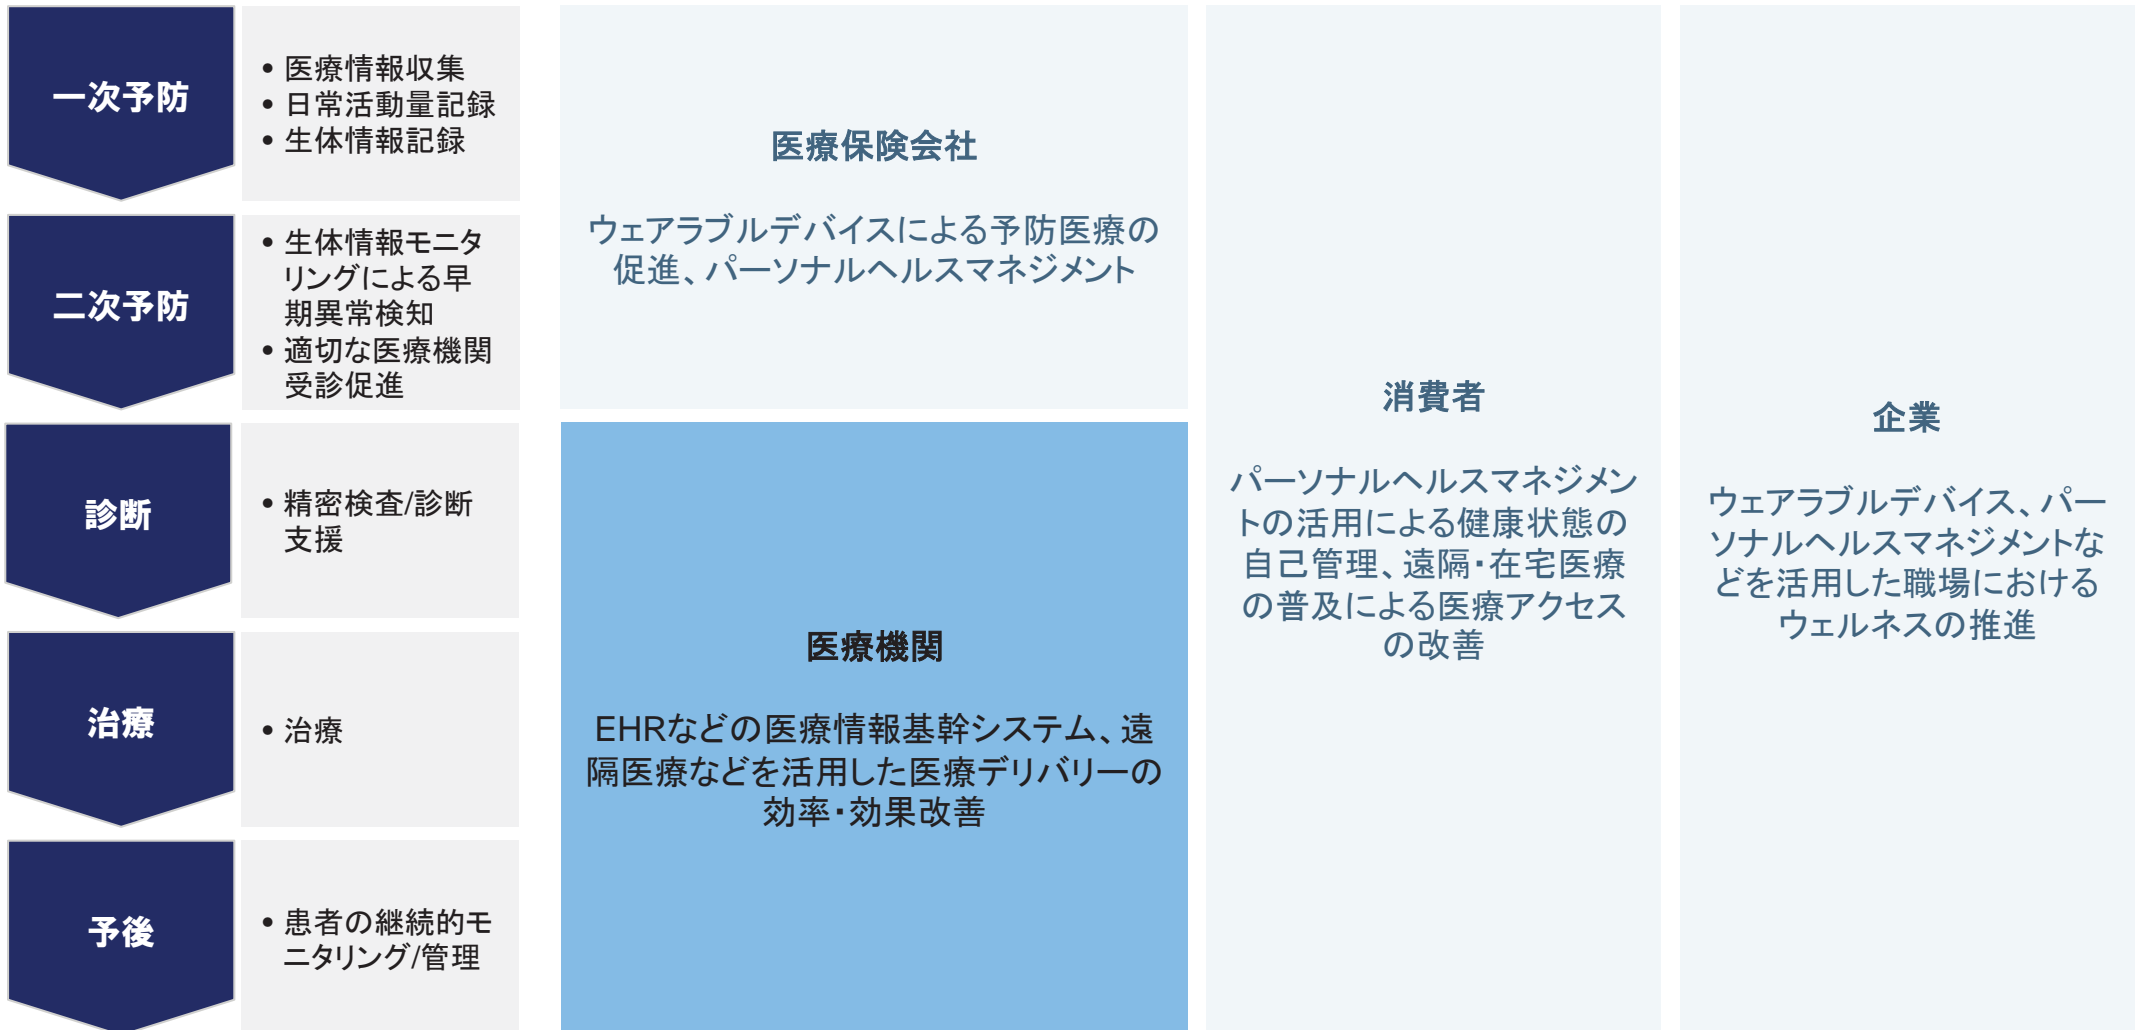 一次予防
• 医療情報収集
• 日常活動量記録
• 生体情報記録
二次予防
• 生体情報モニタ
リングによる早
期異常検知
• 適切な医療機関
受診促進
診断
• 精密検査/診断
支援
治療
• 治療
予後
• 患者の継続的モ
ニタリング/管理
医療保険会社
ウェアラブルデバイスによる予防医療の
促進、パーソナルヘルスマネジメント
医療機関
EHRなどの医療情報基幹システム、遠
隔医療などを活用した医療デリバリーの
効率・効果改善
消費者
パーソナルヘルスマネジメン
トの活用による健康状態の
自己管理、遠隔・在宅医療
の普及による医療アクセス
の改善
企業
ウェアラブルデバイス、パー
ソナルヘルスマネジメントな
どを活用した職場における
ウェルネスの推進